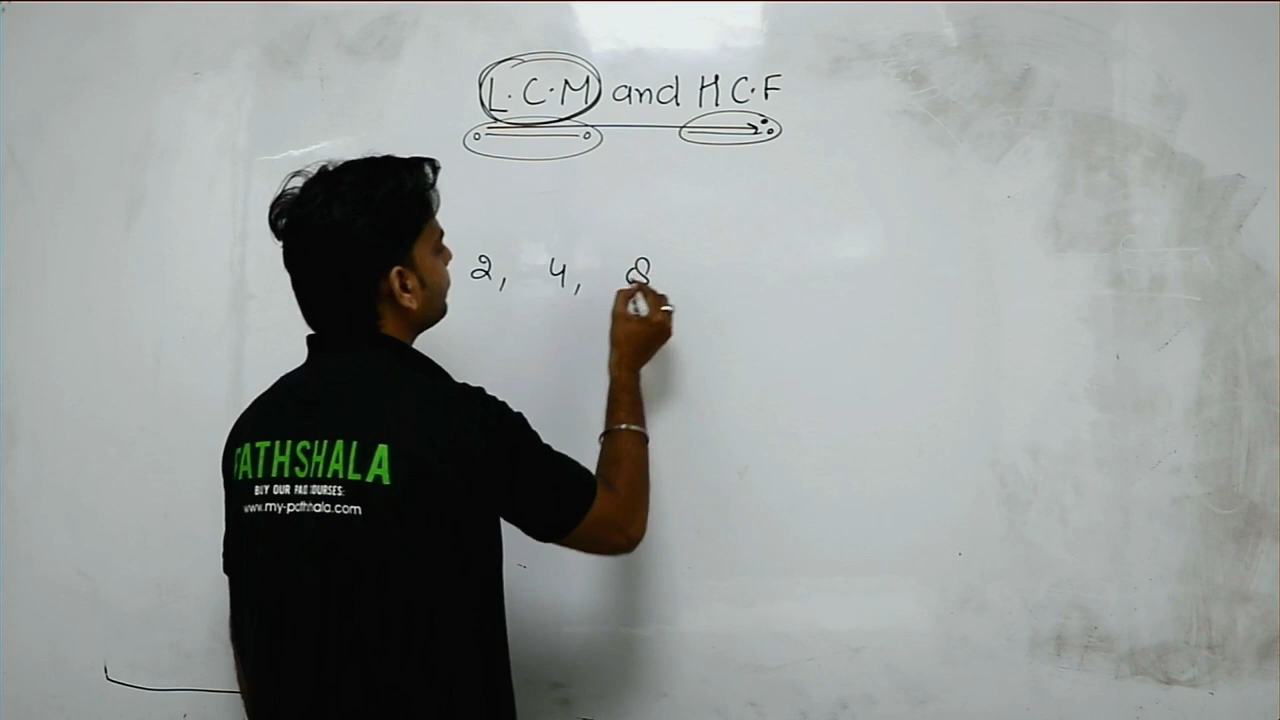 L.C.M and H C.F
2, 4, 8
PATHSHALA
BUY OUR PAID COURSES:
www.my-pathshala.com